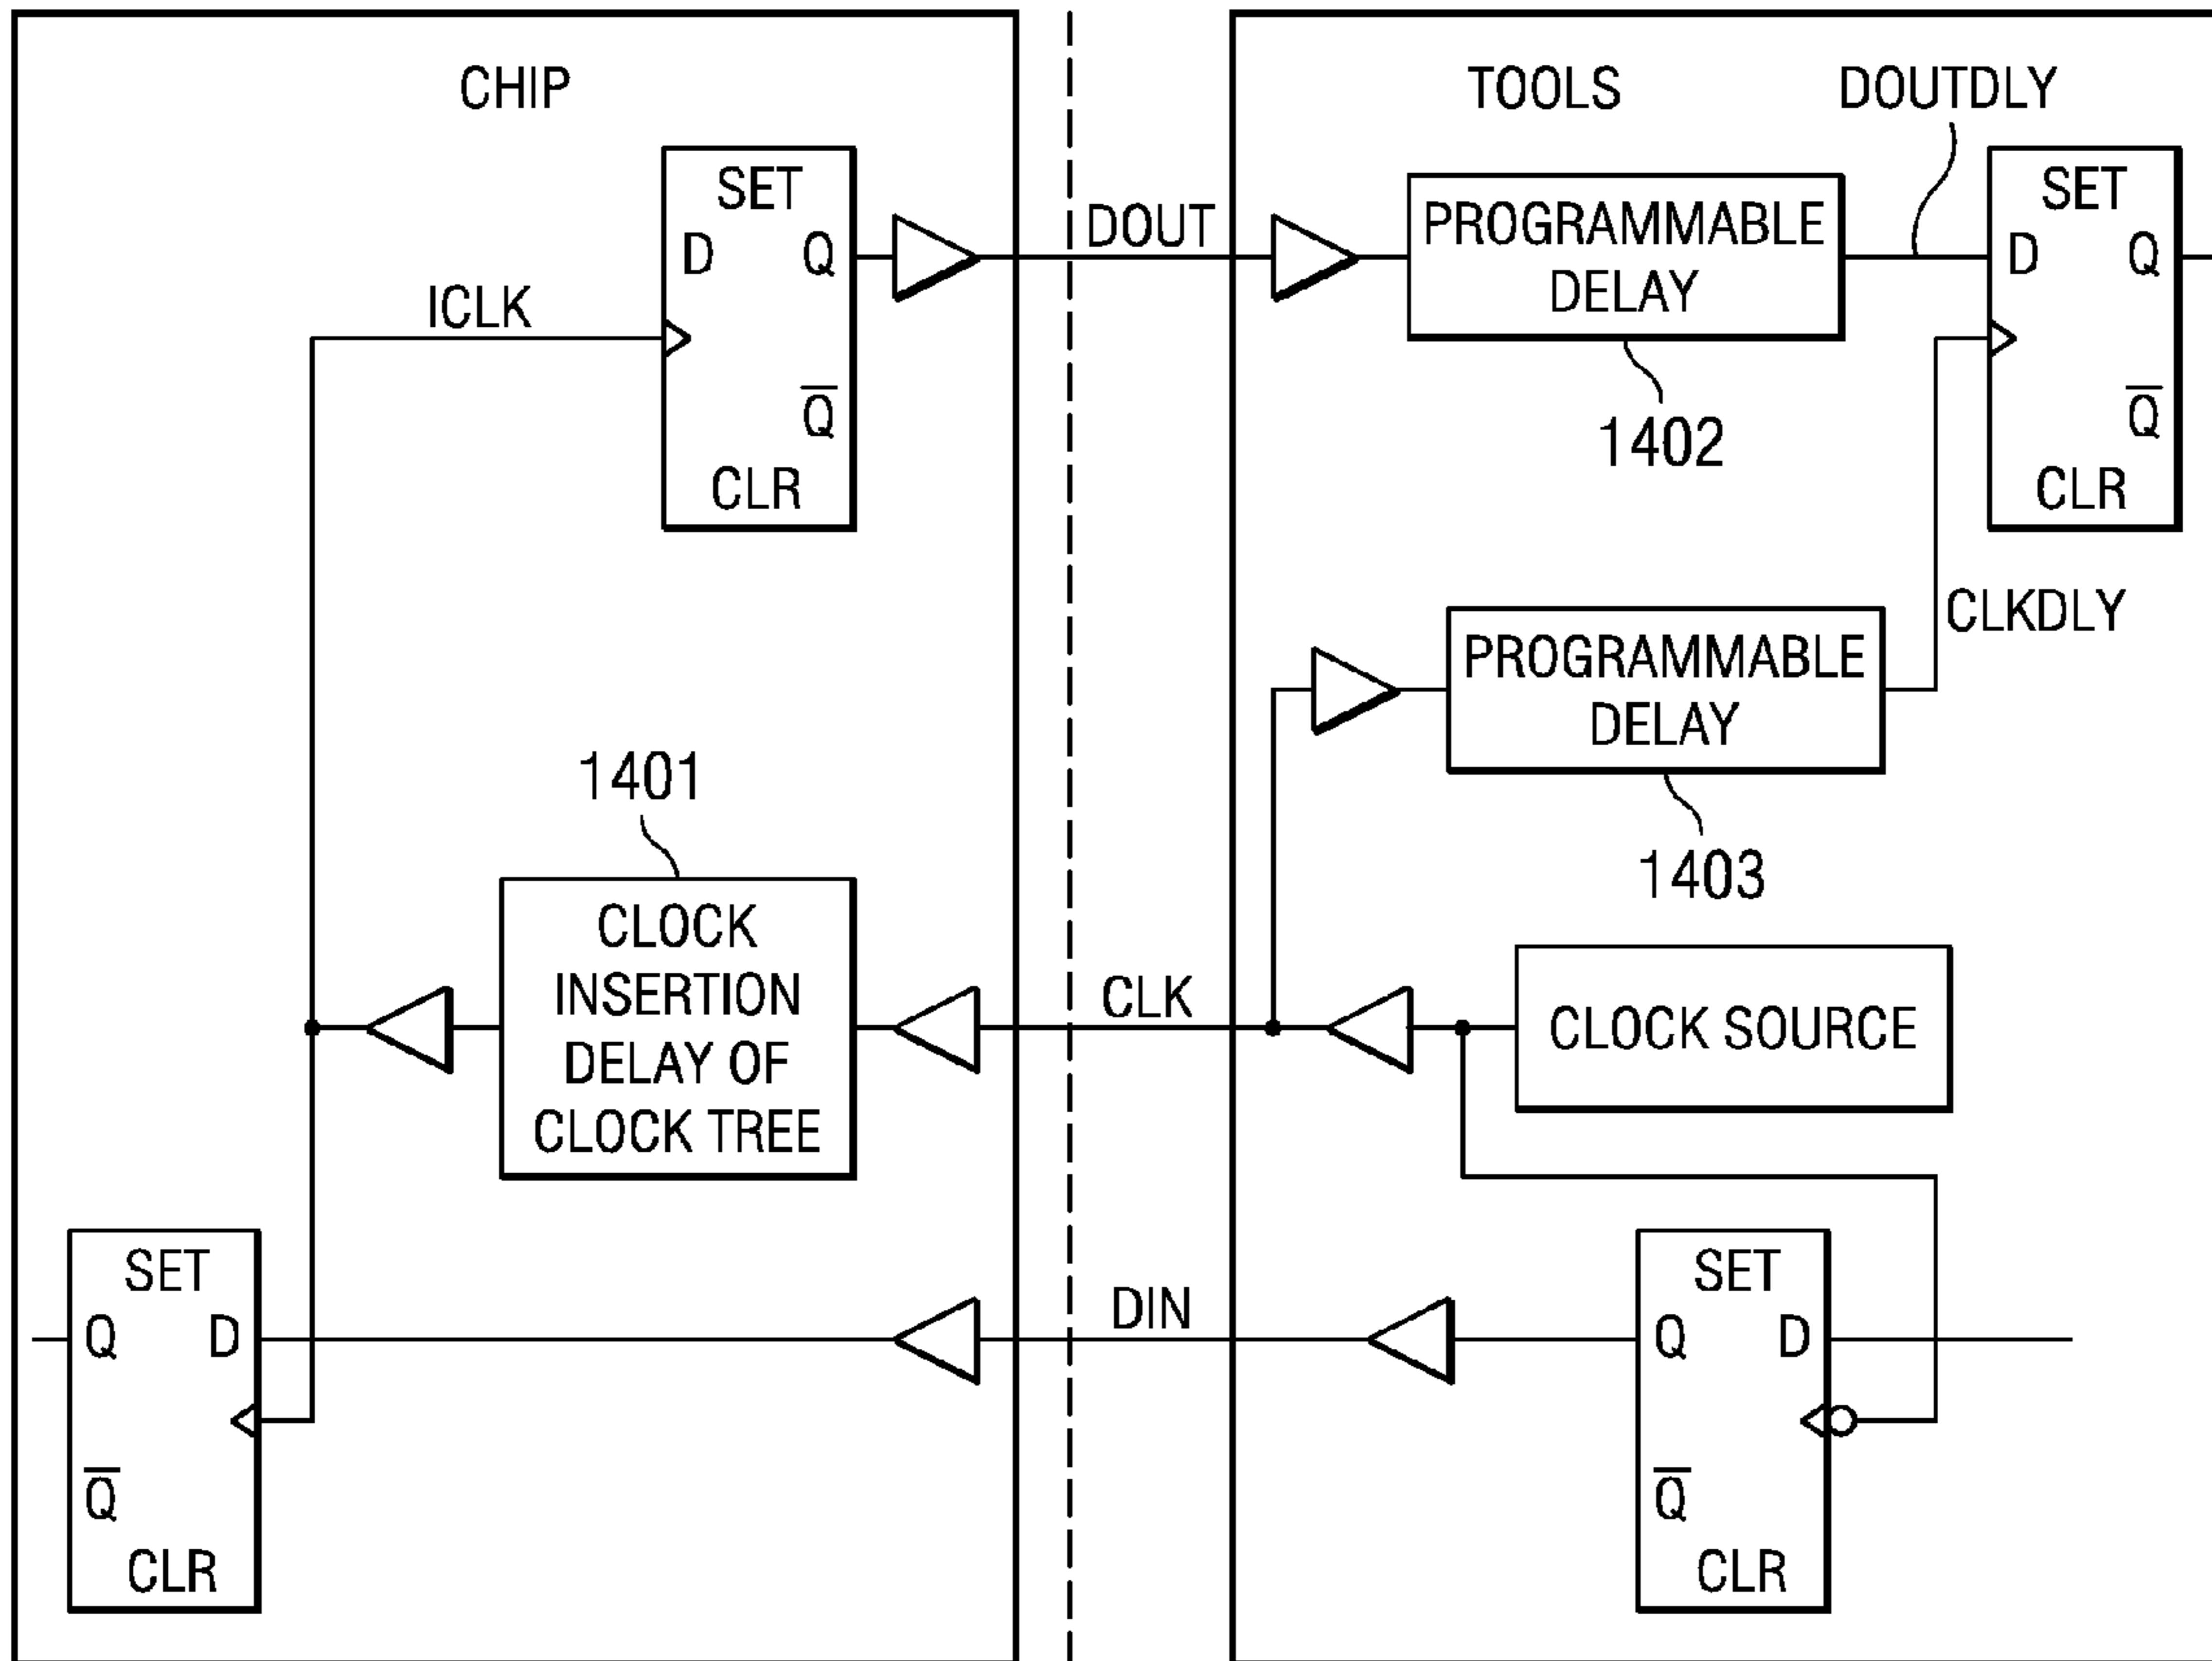 CHIP
TOOLS
DOUTDLY
SET
D
Q
Q̅
CLR
ICLK
DOUT
PROGRAMMABLE
DELAY
1402
SET
D
Q
Q̅
CLR
CLKDLY
PROGRAMMABLE
DELAY
1403
1401
CLOCK
INSERTION
DELAY OF
CLOCK TREE
CLK
CLOCK SOURCE
SET
Q
D
Q̅
CLR
DIN
SET
Q
D
Q̅
CLR